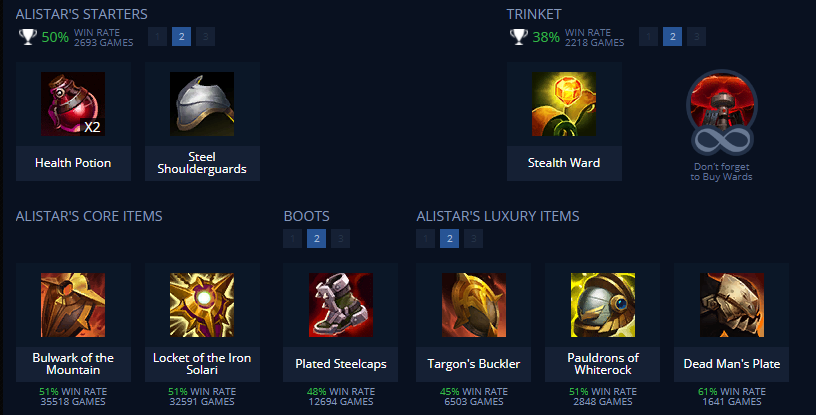 ALISTAR'S STARTERS
50% WIN RATE
2693 GAMES
1 2 3
TRINKET
38% WIN RATE
2218 GAMES
1 2 3
X2
Health Potion
Steel
Shoulderguards
Stealth Ward
Don't forget
to Buy Wards
ALISTAR'S CORE ITEMS
BOOTS
1 2 3
ALISTAR'S LUXURY ITEMS
1 2 3
Bulwark of the
Mountain
51% WIN RATE
35518 GAMES
Locket of the Iron
Solari
51% WIN RATE
32591 GAMES
Plated Steelcaps
48% WIN RATE
12694 GAMES
Targon's Buckler
45% WIN RATE
6503 GAMES
Pauldrons of
Whiterock
51% WIN RATE
2848 GAMES
Dead Man's Plate
61% WIN RATE
1641 GAMES